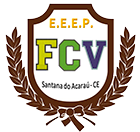 E.E.E.P.
FCV
Santana do Acaraú - CE